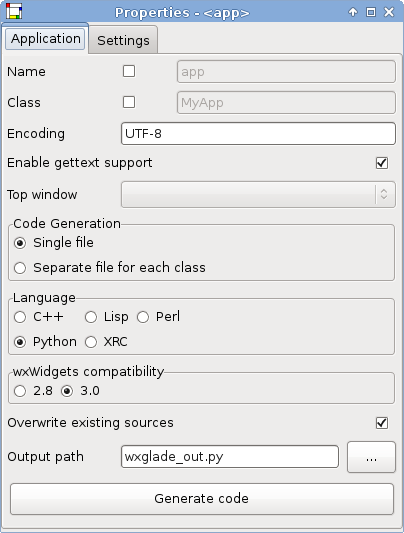 Properties - <app>
Application Settings
Name app
Class MyApp
Encoding UTF-8
Enable gettext support
Top window
Code Generation
Single file
Separate file for each class
Language
C++ Lisp Perl
Python XRC
wxWidgets compatibility
2.8 3.0
Overwrite existing sources
Output path wxglade_out.py ...
Generate code